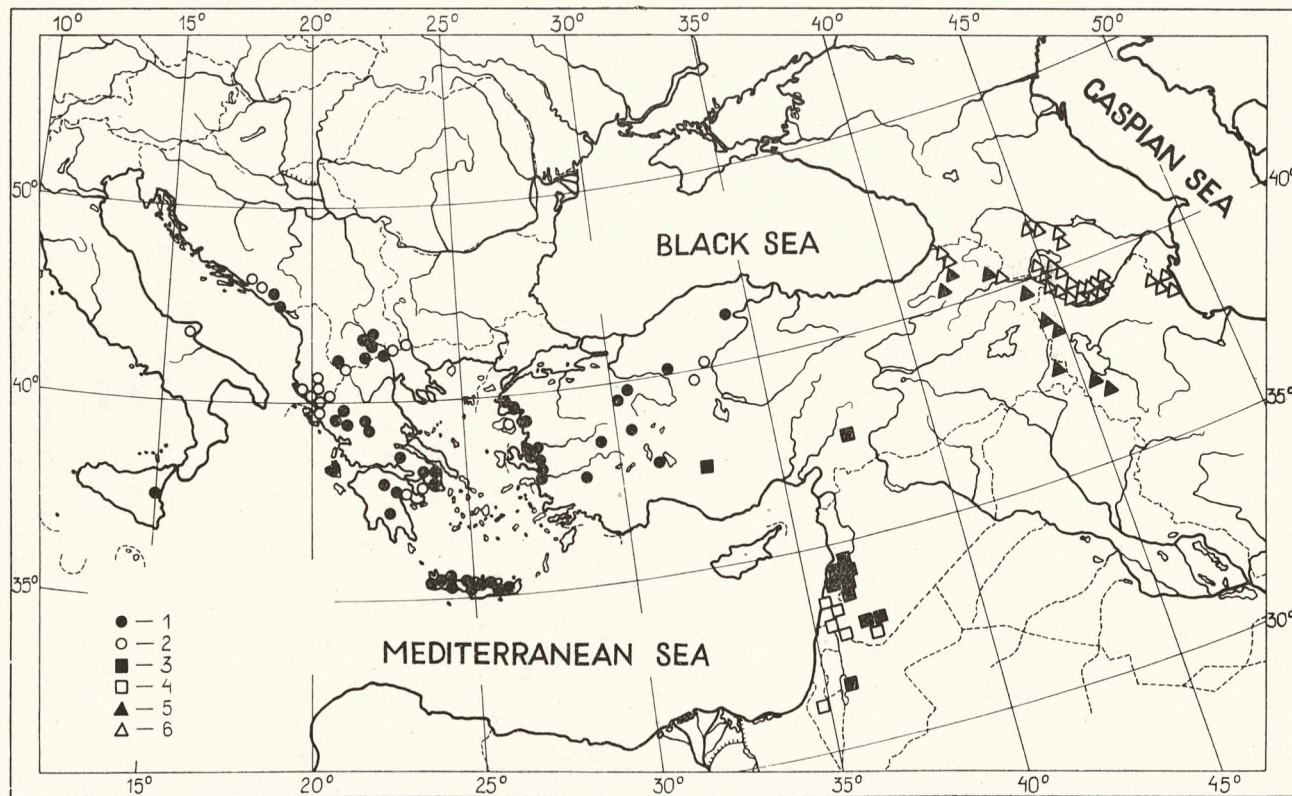 10° 15° 20° 25° 30° 35° 40° 45° 50°
CASPIAN SEA
50°
40°
BLACK SEA
40°
35°
35°
30°
● — 1
○ — 2
■ — 3
□ — 4
▲ — 5
△ — 6
MEDITERRANEAN SEA
15° 20° 25° 30° 35° 40° 45°